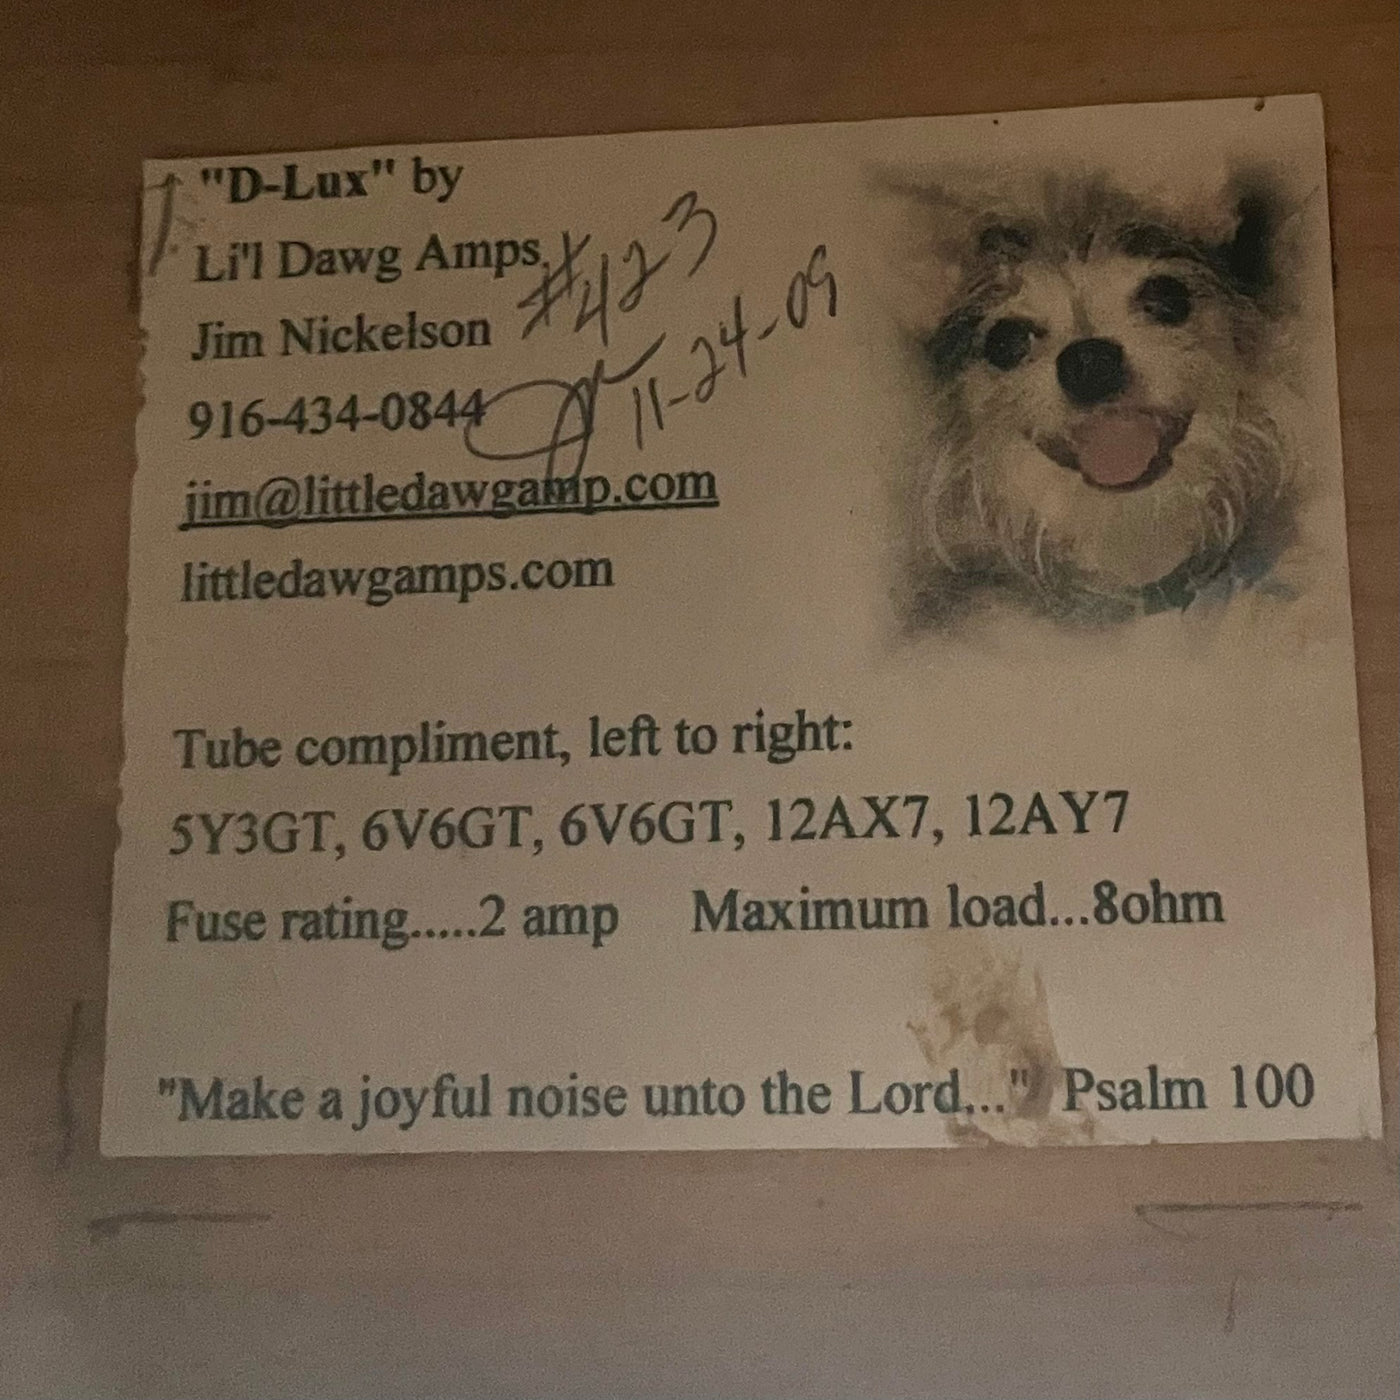 "D-Lux" by
Li'l Dawg Amps
#423
Jim Nickelson
11-24-09
916-434-0844
jim@littledawgamp.com
littledawgamps.com
Tube compliment, left to right:
5Y3GT, 6V6GT, 6V6GT, 12AX7, 12AY7
Fuse rating.....2 amp Maximum load...8ohm
"Make a joyful noise unto the Lord..." Psalm 100